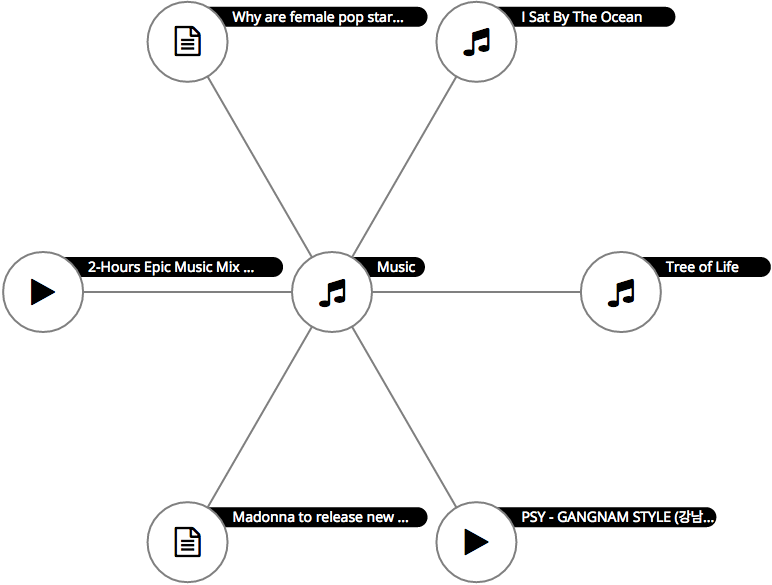 Why are female pop star...
I Sat By The Ocean
2-Hours Epic Music Mix ...
Music
Tree of Life
Madonna to release new ...
PSY - GANGNAM STYLE (강남...